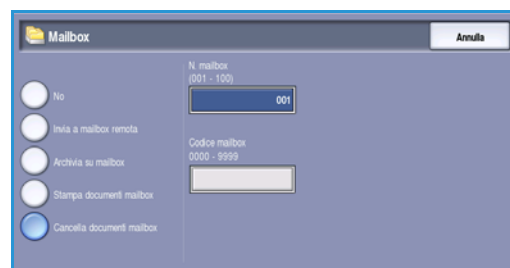 Mailbox
Annulla
No
Invia a mailbox remota
Archivia su mailbox
Stampa documenti mailbox
Cancella documenti mailbox
N. mailbox
(001 - 100)
001
Codice mailbox
0000 - 9999